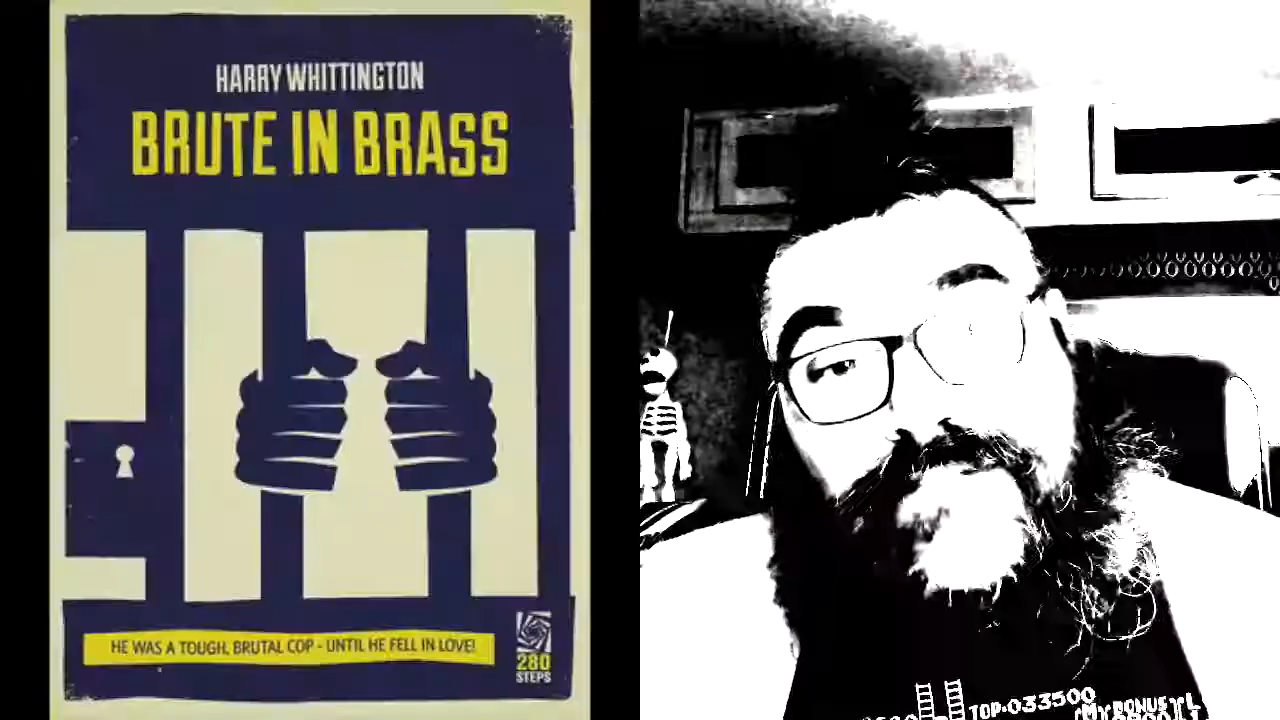 HARRY WHITTINGTON
BRUTE IN BRASS
HE WAS A TOUGH, BRUTAL COP - UNTIL HE FELL IN LOVE!
280
STEPS
TOP-033500